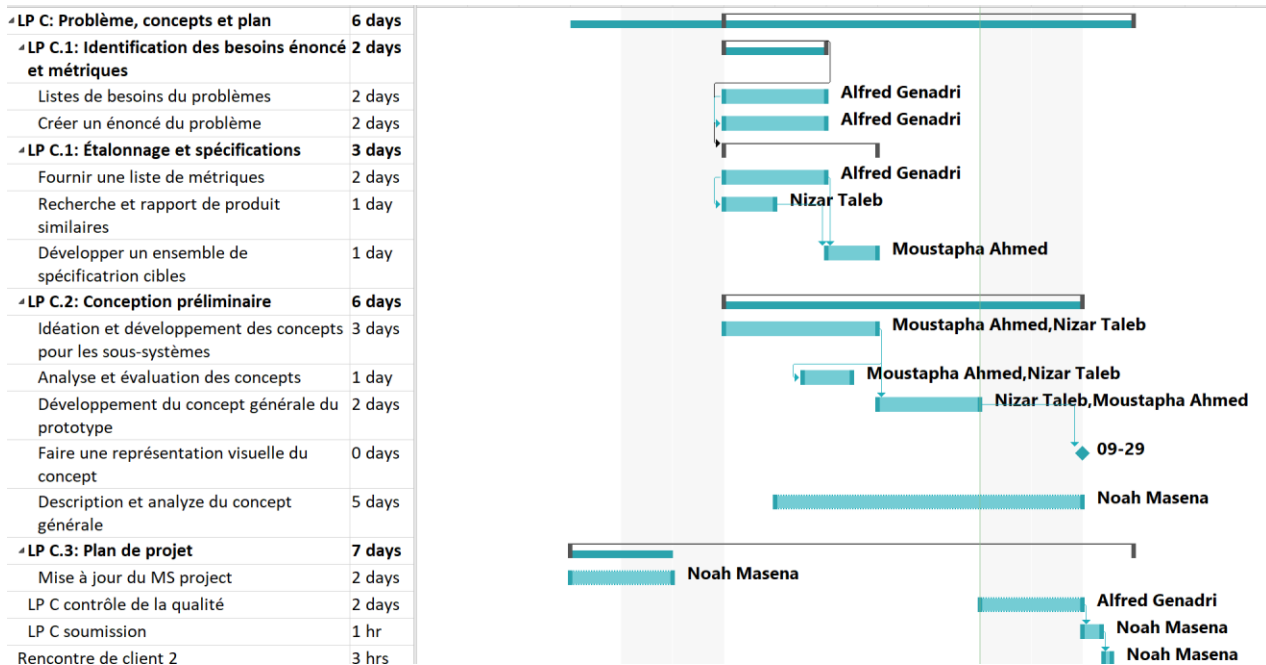 LP C: Problème, concepts et plan 6 days
LP C.1: Identification des besoins énoncé 2 days
et métriques
Listes de besoins du problèmes 2 days Alfred Genadri
Créer un énoncé du problème 2 days Alfred Genadri
LP C.1: Étalonnage et spécifications 3 days
Fournir une liste de métriques 2 days Alfred Genadri
Recherche et rapport de produit 1 day Nizar Taleb
similaires
Développer un ensemble de 1 day Moustapha Ahmed
spécificatrion cibles
LP C.2: Conception préliminaire 6 days
Idéation et développement des concepts 3 days Moustapha Ahmed,Nizar Taleb
pour les sous-systèmes
Analyse et évaluation des concepts 1 day Moustapha Ahmed,Nizar Taleb
Développement du concept générale du 2 days Nizar Taleb,Moustapha Ahmed
prototype
Faire une représentation visuelle du 0 days 09-29
concept
Description et analyze du concept 5 days Noah Masena
générale
LP C.3: Plan de projet 7 days
Mise à jour du MS project 2 days Noah Masena
LP C contrôle de la qualité 2 days Alfred Genadri
LP C soumission 1 hr Noah Masena
Rencontre de client 2 3 hrs Noah Masena